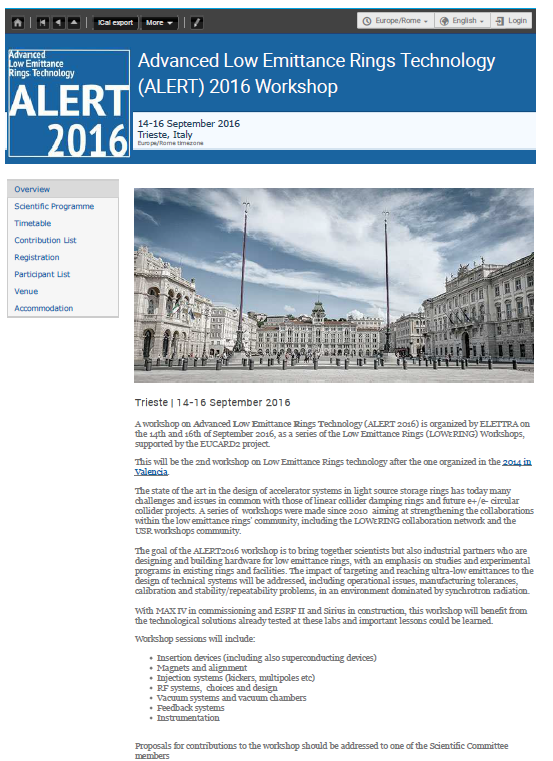 iCal export More Europe/Rome English Login
Advanced
Low Emittance
Rings Technology
ALERT
2016
Advanced Low Emittance Rings Technology
(ALERT) 2016 Workshop
14-16 September 2016
Trieste, Italy
Europe/Rome timezone
Overview
Scientific Programme
Timetable
Contribution List
Registration
Participant List
Venue
Accommodation
Trieste | 14-16 September 2016
A workshop on Advanced Low Emittance Rings Technology (ALERT 2016) is organized by ELETTRA on
the 14th and 16th of September 2016, as a series of the Low Emittance Rings (LOWεRING) Workshops,
supported by the EUCARD2 project.
This will be the 2nd workshop on Low Emittance Rings technology after the one organized in the 2014 in
Valencia.
The state of the art in the design of accelerator systems in light source storage rings has today many
challenges and issues in common with those of linear collider damping rings and future e+/e- circular
collider projects. A series of workshops were made since 2010 aiming at strengthening the collaborations
within the low emittance rings' community, including the LOWεRING collaboration network and the
USR workshops community.
The goal of the ALERT2016 workshop is to bring together scientists but also industrial partners who are
designing and building hardware for low emittance rings, with an emphasis on studies and experimental
programs in existing rings and facilities. The impact of targeting and reaching ultra-low emittances to the
design of technical systems will be addressed, including operational issues, manufacturing tolerances,
calibration and stability/repeatability problems, in an environment dominated by synchrotron radiation.
With MAX IV in commissioning and ESRF II and Sirius in construction, this workshop will benefit from
the technological solutions already tested at these labs and important lessons could be learned.
Workshop sessions will include:
• Insertion devices (including also superconducting devices)
• Magnets and alignment
• Injection systems (kickers, multipoles etc)
• RF systems, choices and design
• Vacuum systems and vacuum chambers
• Feedback systems
• Instrumentation
Proposals for contributions to the workshop should be addressed to one of the Scientific Committee
members